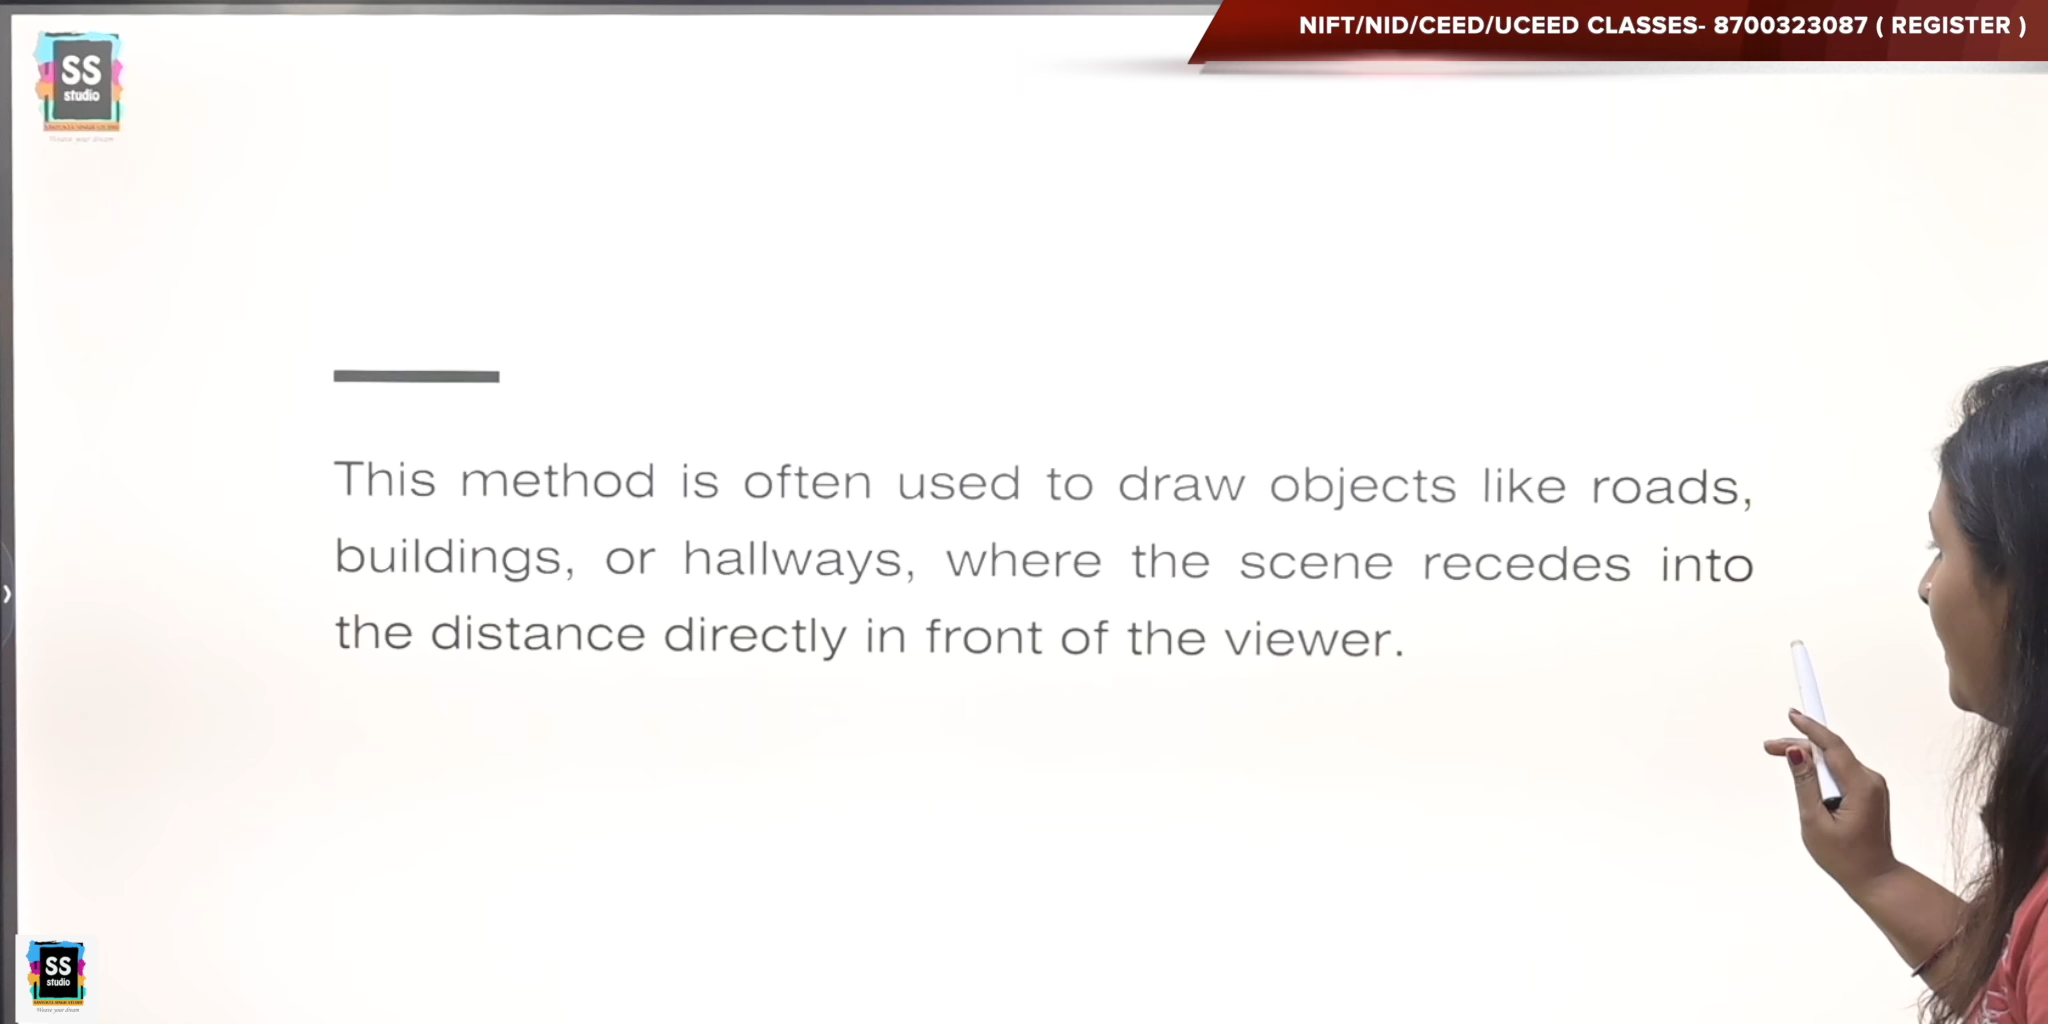 NIFT/NID/CEED/UCEED CLASSES- 8700323087 ( REGISTER )
SS
studio
This method is often used to draw objects like roads,
buildings, or hallways, where the scene recedes into
the distance directly in front of the viewer.
SS
studio